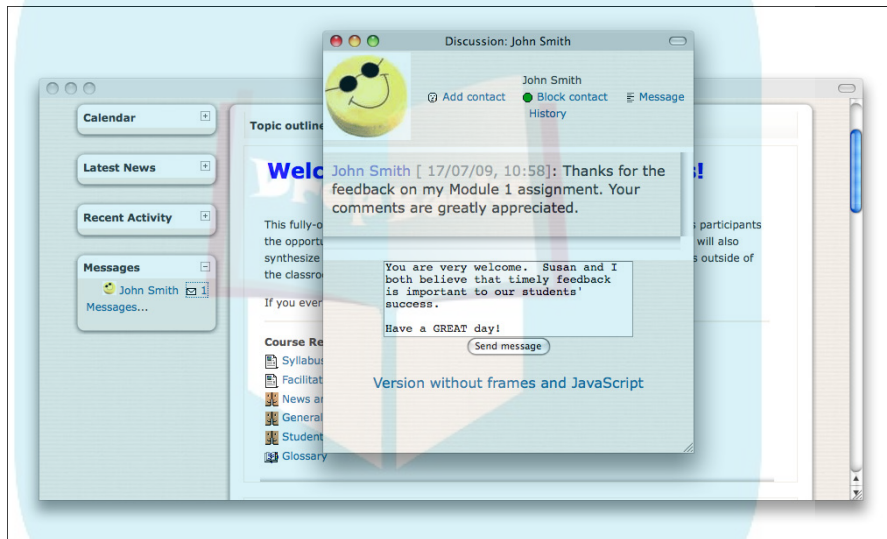 Discussion: John Smith
John Smith
Add contact Block contact Message
History
John Smith [ 17/07/09, 10:58]: Thanks for the
feedback on my Module 1 assignment. Your
comments are greatly appreciated.
You are very welcome. Susan and I
both believe that timely feedback
is important to our students'
success.
Have a GREAT day!
Send message
Version without frames and JavaScript
Calendar
Latest News
Recent Activity
Messages
John Smith 1
Messages...
Topic outline
Welc s!
This fully-o s participants
the opportu will also
synthesize s outside of
the classro
If you ever
Course Re
Syllabus
Facilitat
News an
General
Student
Glossary